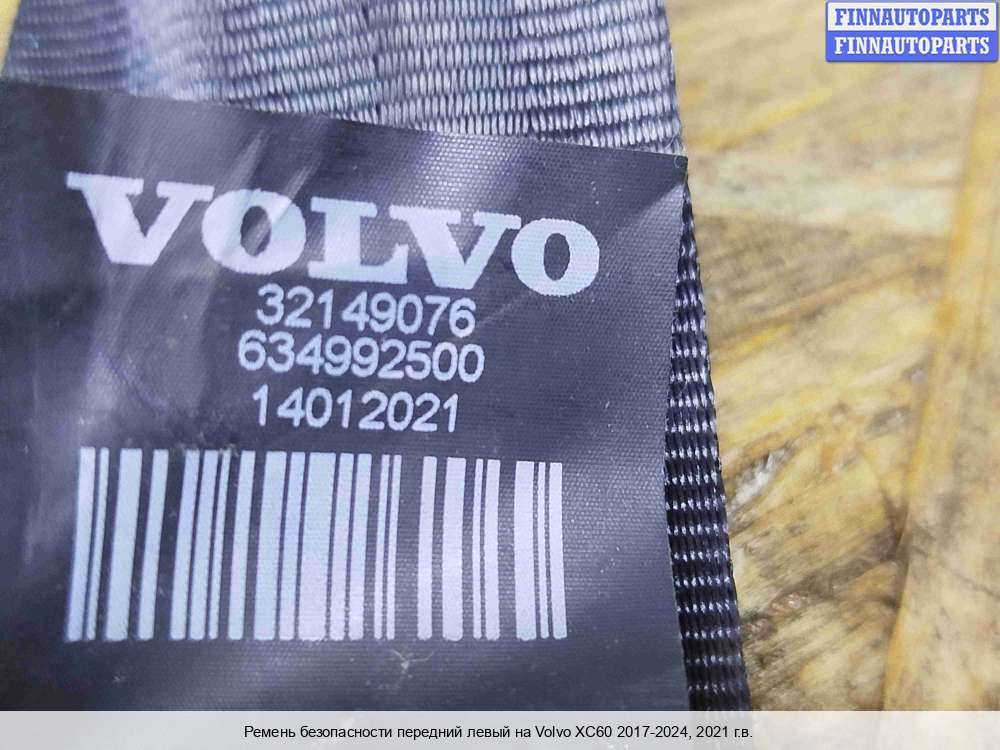 FINNAUTOPARTS
FINNAUTOPARTS
VOLVO
32149076
634992500
14012021
Ремень безопасности передний левый на Volvo XC60 2017-2024, 2021 г.в.